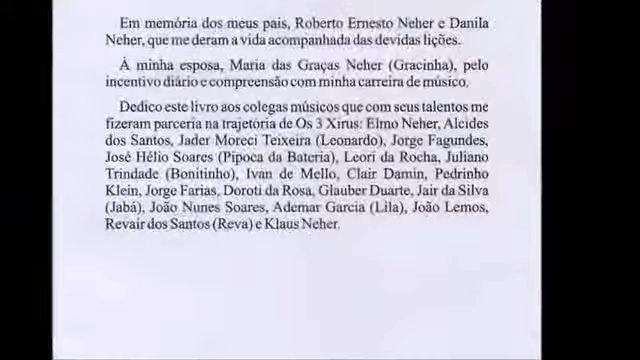 Em memória dos meus pais, Roberto Ernesto Neher e Danila
Neher, que me deram a vida acompanhada das devidas lições.
À minha esposa, Maria das Graças Neher (Gracinha), pelo
incentivo diário e compreensão com minha carreira de músico.
Dedico este livro aos colegas músicos que com seus talentos me
fizeram parceria na trajetória de Os 3 Xirus: Elmo Neher, Alcides
dos Santos, Jader Moreci Teixeira (Leonardo), Jorge Fagundes,
José Hélio Soares (Pipoca da Bateria), Leori da Rocha, Juliano
Trindade (Bonitinho), Ivan de Mello, Clair Damin, Pedrinho
Klein, Jorge Farias, Doroti da Rosa, Glauber Duarte, Jair da Silva
(Jabá), João Nunes Soares, Ademar Garcia (Lila), João Lemos,
Revair dos Santos (Reva) e Klaus Neher.